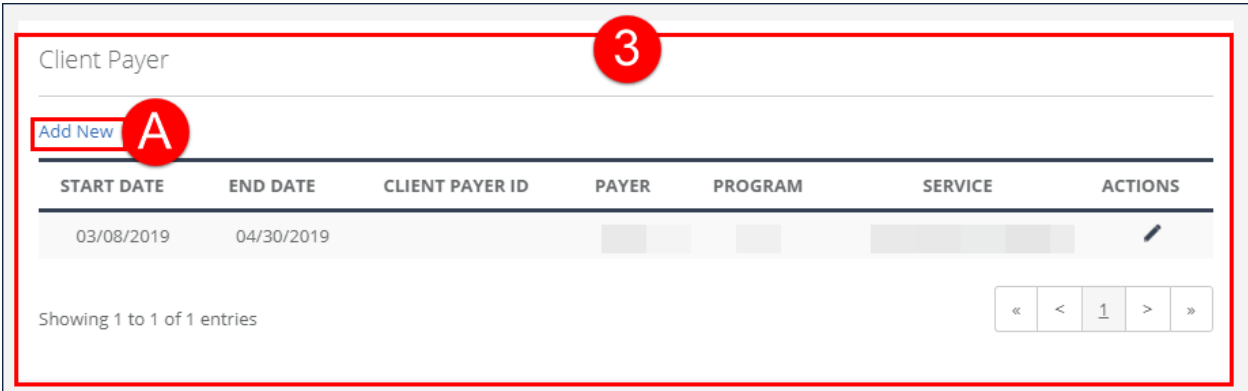 3
Client Payer
Add New A
START DATE END DATE CLIENT PAYER ID PAYER PROGRAM SERVICE ACTIONS
03/08/2019 04/30/2019
Showing 1 to 1 of 1 entries « < 1 > »